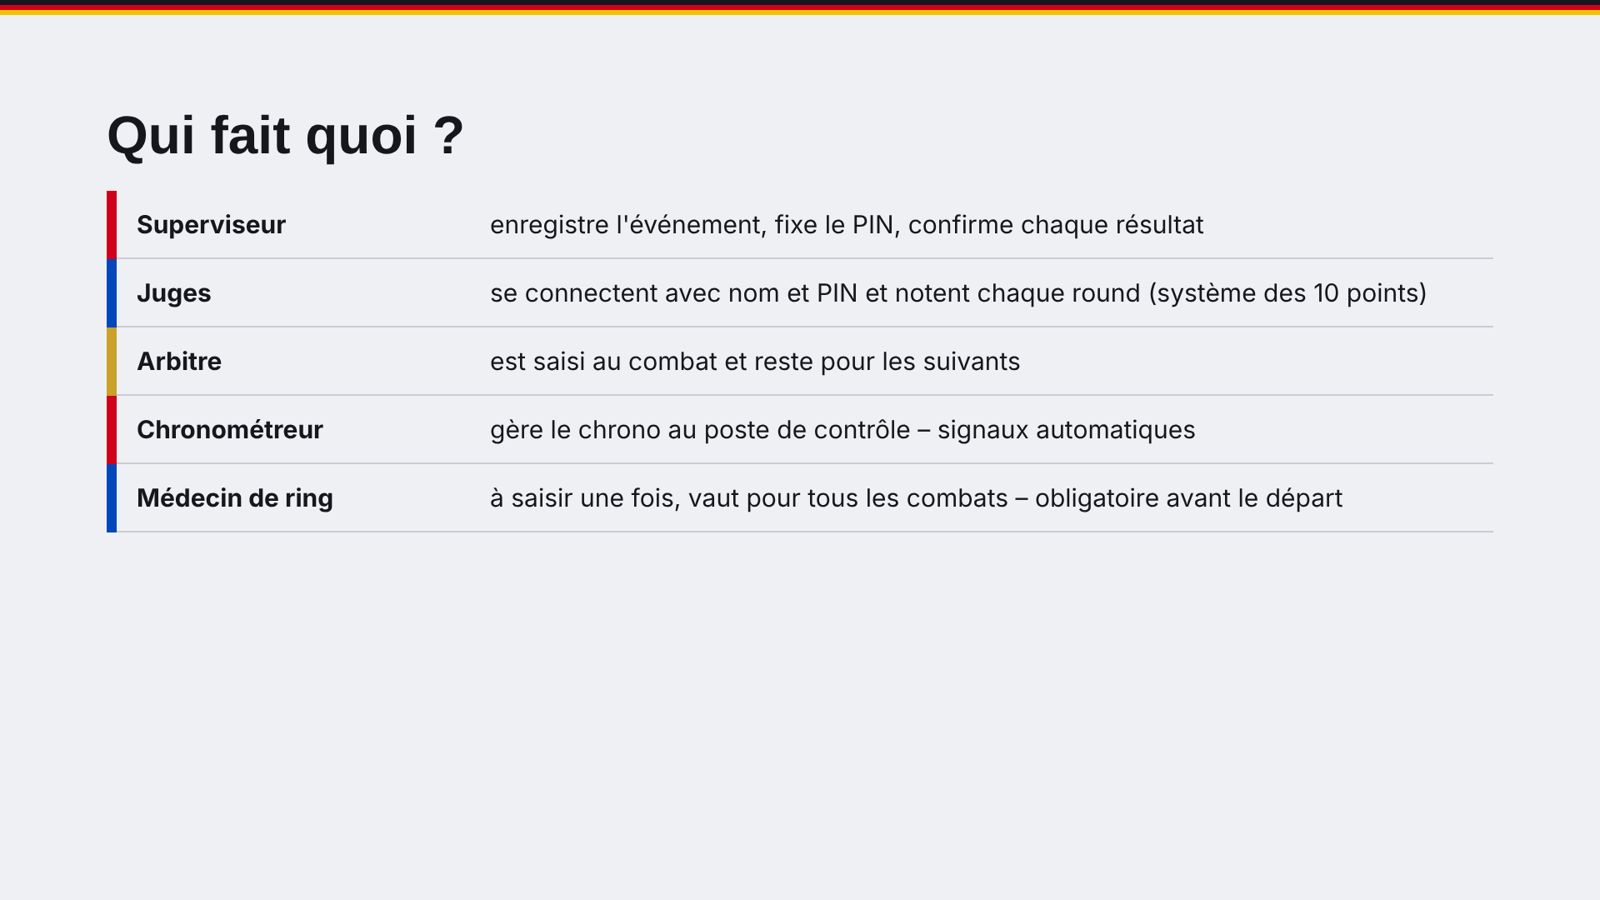 Qui fait quoi ?
Superviseur enregistre l'événement, fixe le PIN, confirme chaque résultat
Juges se connectent avec nom et PIN et notent chaque round (système des 10 points)
Arbitre est saisi au combat et reste pour les suivants
Chronométreur gère le chrono au poste de contrôle – signaux automatiques
Médecin de ring à saisir une fois, vaut pour tous les combats – obligatoire avant le départ